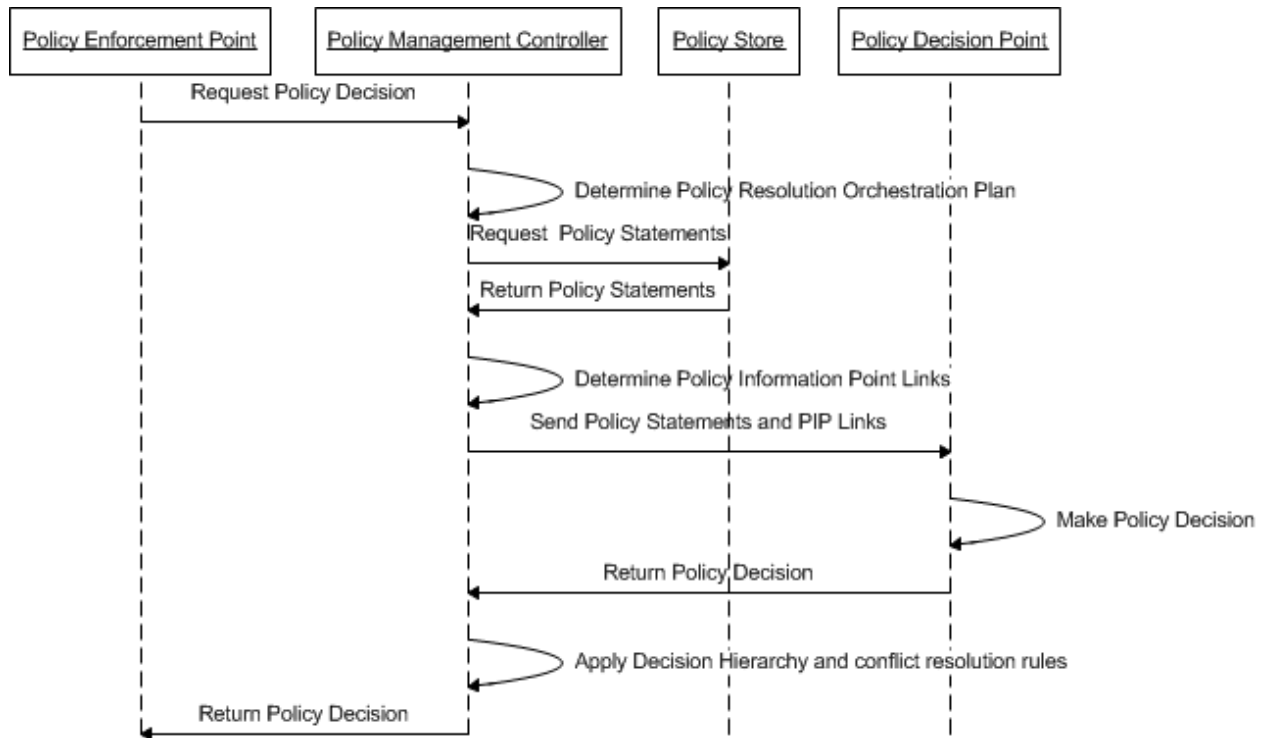 Policy Enforcement Point
Policy Management Controller
Policy Store
Policy Decision Point
Request Policy Decision
Determine Policy Resolution Orchestration Plan
Request Policy Statements
Return Policy Statements
Determine Policy Information Point Links
Send Policy Statements and PIP Links
Make Policy Decision
Return Policy Decision
Apply Decision Hierarchy and conflict resolution rules
Return Policy Decision